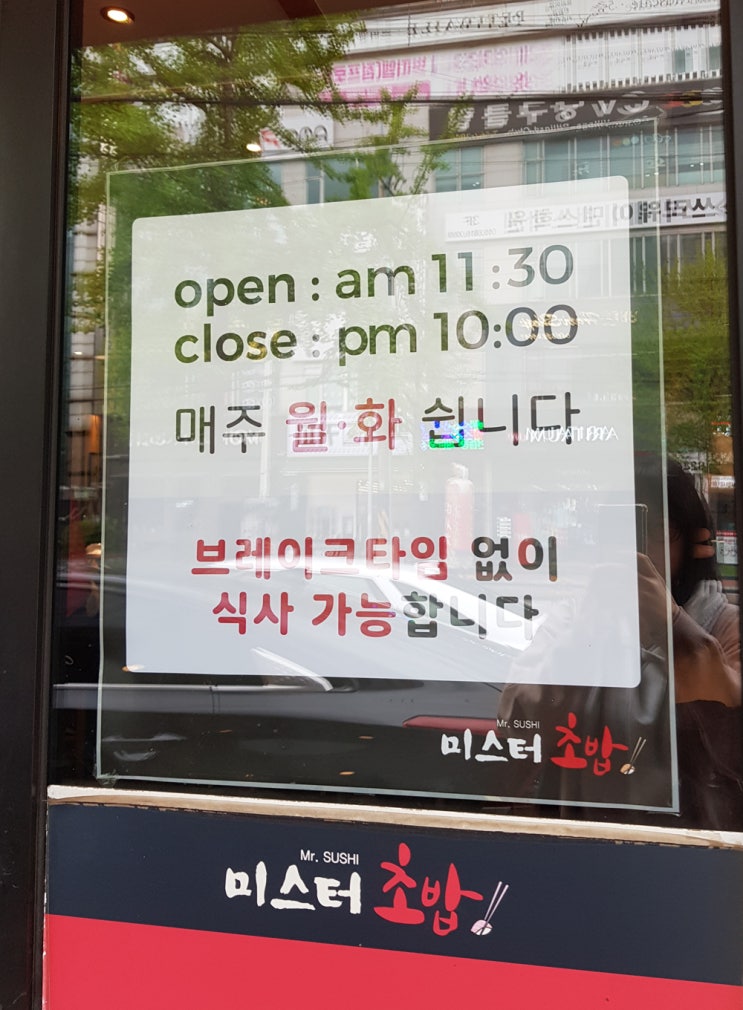 open : am 11 : 30
close : pm 10:00
매주 월·화 쉽니다
브레이크타임 없이
식사 가능합니다
Mr. SUSHI
미스터 초밥
Mr. SUSHI
미스터 초밥